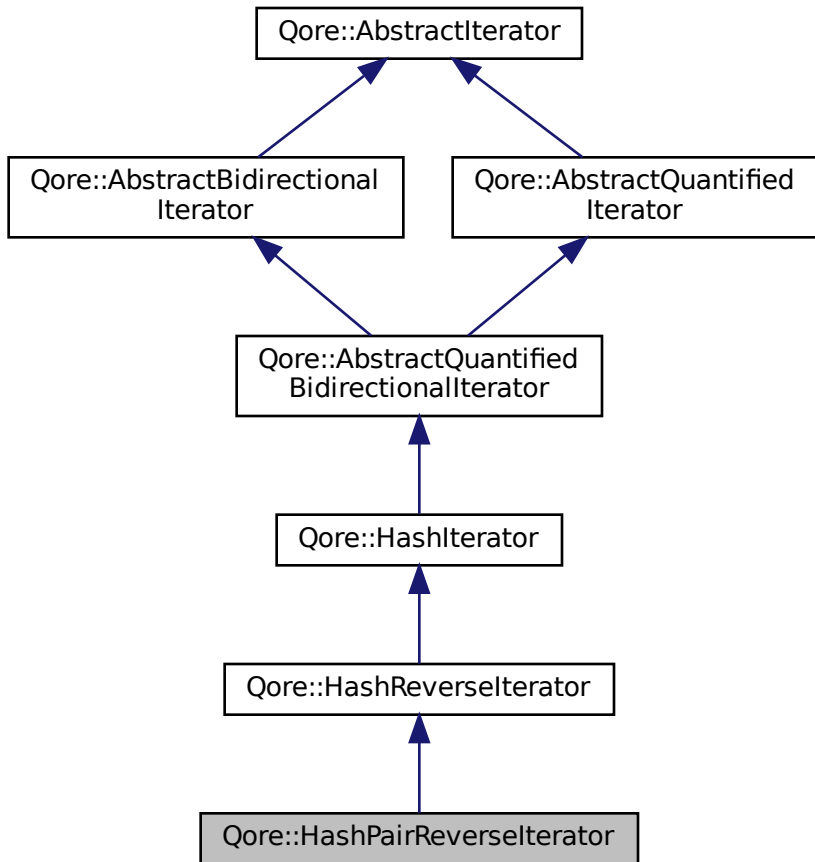 Qore::AbstractIterator
Qore::AbstractBidirectional
Iterator
Qore::AbstractQuantified
Iterator
Qore::AbstractQuantified
BidirectionalIterator
Qore::HashIterator
Qore::HashReverseIterator
Qore::HashPairReverseIterator